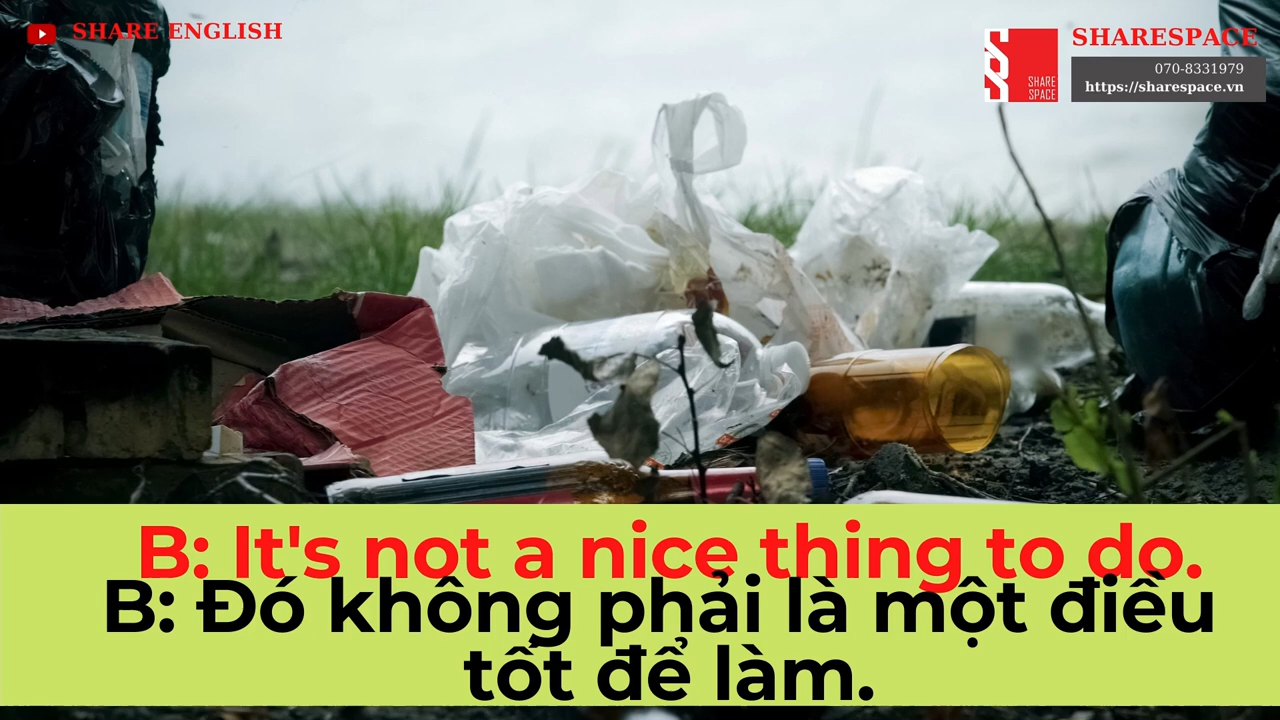 SHARE ENGLISH
SHARESPACE
070-8331979
SHARE
SPACE
https://sharespace.vn
B: It's not a nice thing to do.
B: Đó không phải là một điều
tốt để làm.